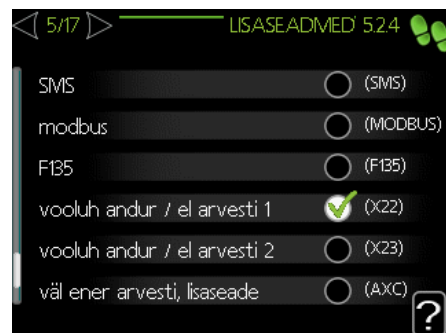 5/17 LISASEADMED 5.2.4
SMS (SMS)
modbus (MODBUS)
F135 (F135)
vooluh andur / el arvesti 1 (X22)
vooluh andur / el arvesti 2 (X23)
väl ener arvesti, lisaseade (AXC)
?